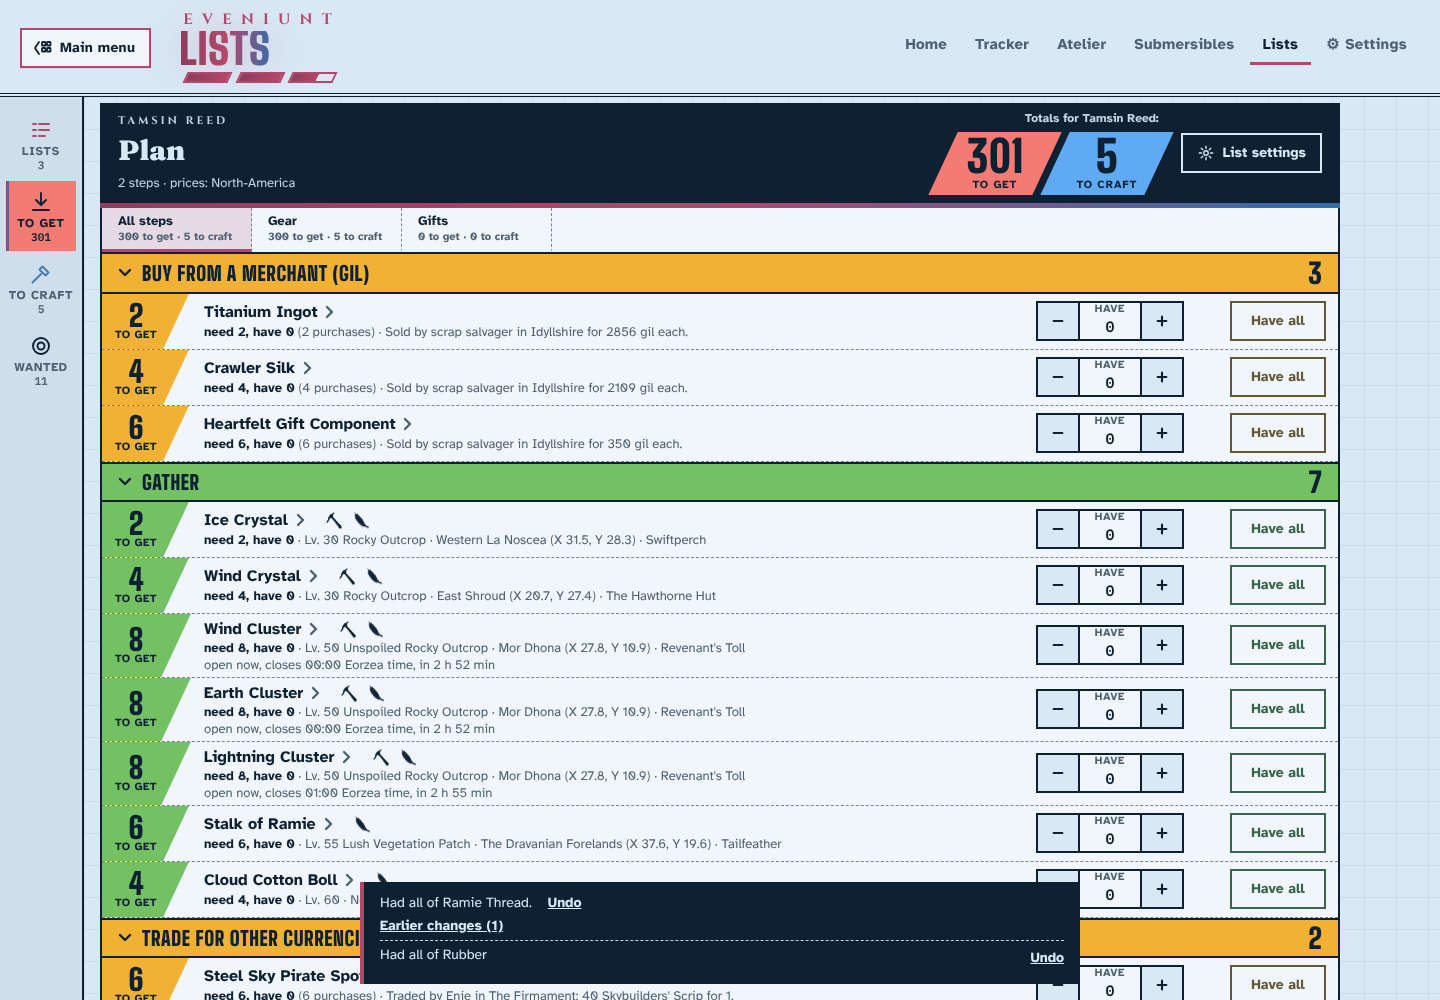 Main menu
EVENIUNT
LISTS
Home
Tracker
Atelier
Submersibles
Lists
Settings
LISTS
3
TO GET
301
TO CRAFT
5
WANTED
11
TAMSIN REED
Plan
2 steps · prices: North-America
Totals for Tamsin Reed:
301
TO GET
5
TO CRAFT
List settings
All steps
300 to get · 5 to craft
Gear
300 to get · 5 to craft
Gifts
0 to get · 0 to craft
BUY FROM A MERCHANT (GIL)
3
2
TO GET
Titanium Ingot
need 2, have 0 (2 purchases) · Sold by scrap salvager in Idyllshire for 2856 gil each.
− HAVE 0 +
Have all
4
TO GET
Crawler Silk
need 4, have 0 (4 purchases) · Sold by scrap salvager in Idyllshire for 2109 gil each.
− HAVE 0 +
Have all
6
TO GET
Heartfelt Gift Component
need 6, have 0 (6 purchases) · Sold by scrap salvager in Idyllshire for 350 gil each.
− HAVE 0 +
Have all
GATHER
7
2
TO GET
Ice Crystal
need 2, have 0 · Lv. 30 Rocky Outcrop · Western La Noscea (X 31.5, Y 28.3) · Swiftperch
− HAVE 0 +
Have all
4
TO GET
Wind Crystal
need 4, have 0 · Lv. 30 Rocky Outcrop · East Shroud (X 20.7, Y 27.4) · The Hawthorne Hut
− HAVE 0 +
Have all
8
TO GET
Wind Cluster
need 8, have 0 · Lv. 50 Unspoiled Rocky Outcrop · Mor Dhona (X 27.8, Y 10.9) · Revenant's Toll
open now, closes 00:00 Eorzea time, in 2 h 52 min
− HAVE 0 +
Have all
8
TO GET
Earth Cluster
need 8, have 0 · Lv. 50 Unspoiled Rocky Outcrop · Mor Dhona (X 27.8, Y 10.9) · Revenant's Toll
open now, closes 00:00 Eorzea time, in 2 h 52 min
− HAVE 0 +
Have all
8
TO GET
Lightning Cluster
need 8, have 0 · Lv. 50 Unspoiled Rocky Outcrop · Mor Dhona (X 27.8, Y 10.9) · Revenant's Toll
open now, closes 01:00 Eorzea time, in 2 h 55 min
− HAVE 0 +
Have all
6
TO GET
Stalk of Ramie
need 6, have 0 · Lv. 55 Lush Vegetation Patch · The Dravanian Forelands (X 37.6, Y 19.6) · Tailfeather
− HAVE 0 +
Have all
4
TO GET
Cloud Cotton Boll
need 4, have 0 · Lv. 60 ·
HAVE 0 +
Have all
TRADE FOR OTHER
2
6
TO GET
Steel Sky Pirate
need 6, have 0 (6 purchases) · Traded by Enie in The Firmament: 40 Skybuilders' Scrip for 1.
HAVE 0 +
Have all
Had all of Ramie Thread. Undo
Earlier changes (1)
Had all of Rubber
Undo